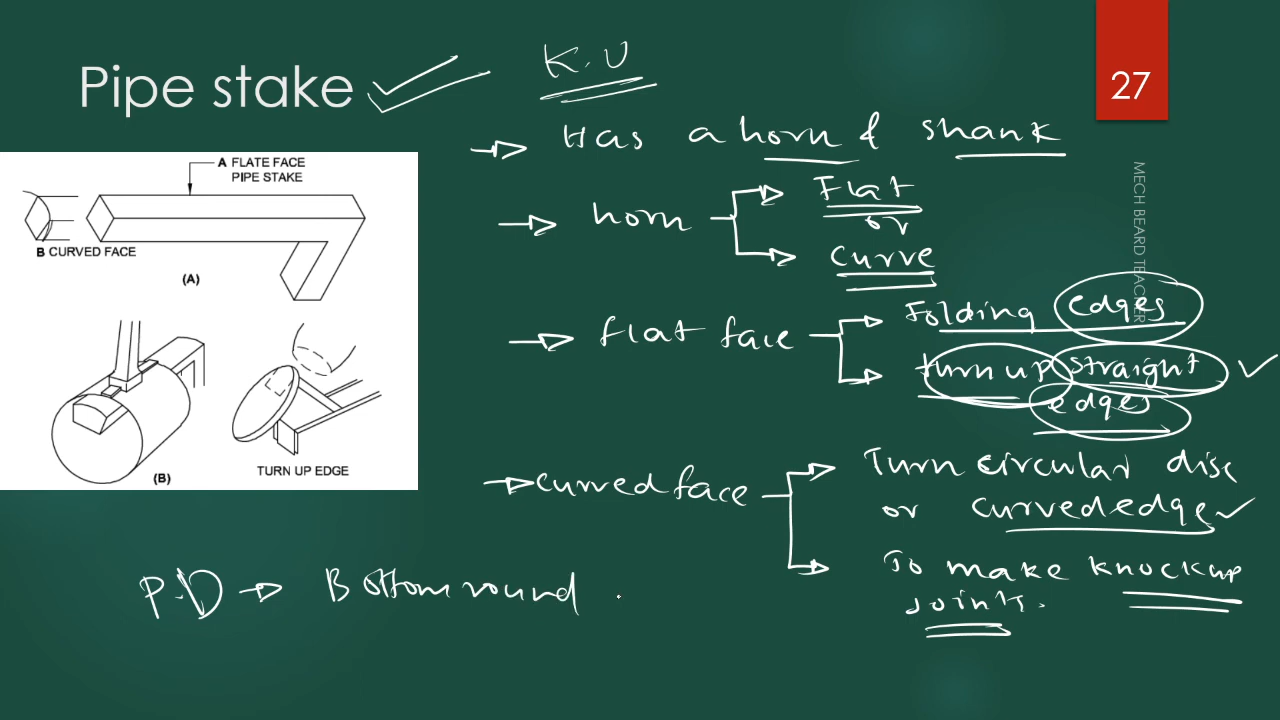 Pipe stake
K.U
27
→ Has a horn & shank
A FLATE FACE
PIPE STAKE
B CURVED FACE
(A)
→ horn → Flat
or
→ Curve
→ flat face → Folding edges
→ turn up straight
edges
(B)
TURN UP EDGE
→ curved face → Turn circular disc
or curved edge
→ To make knockup
Joint.
P.D → Bottom round .
MECH BEARD TEACHER